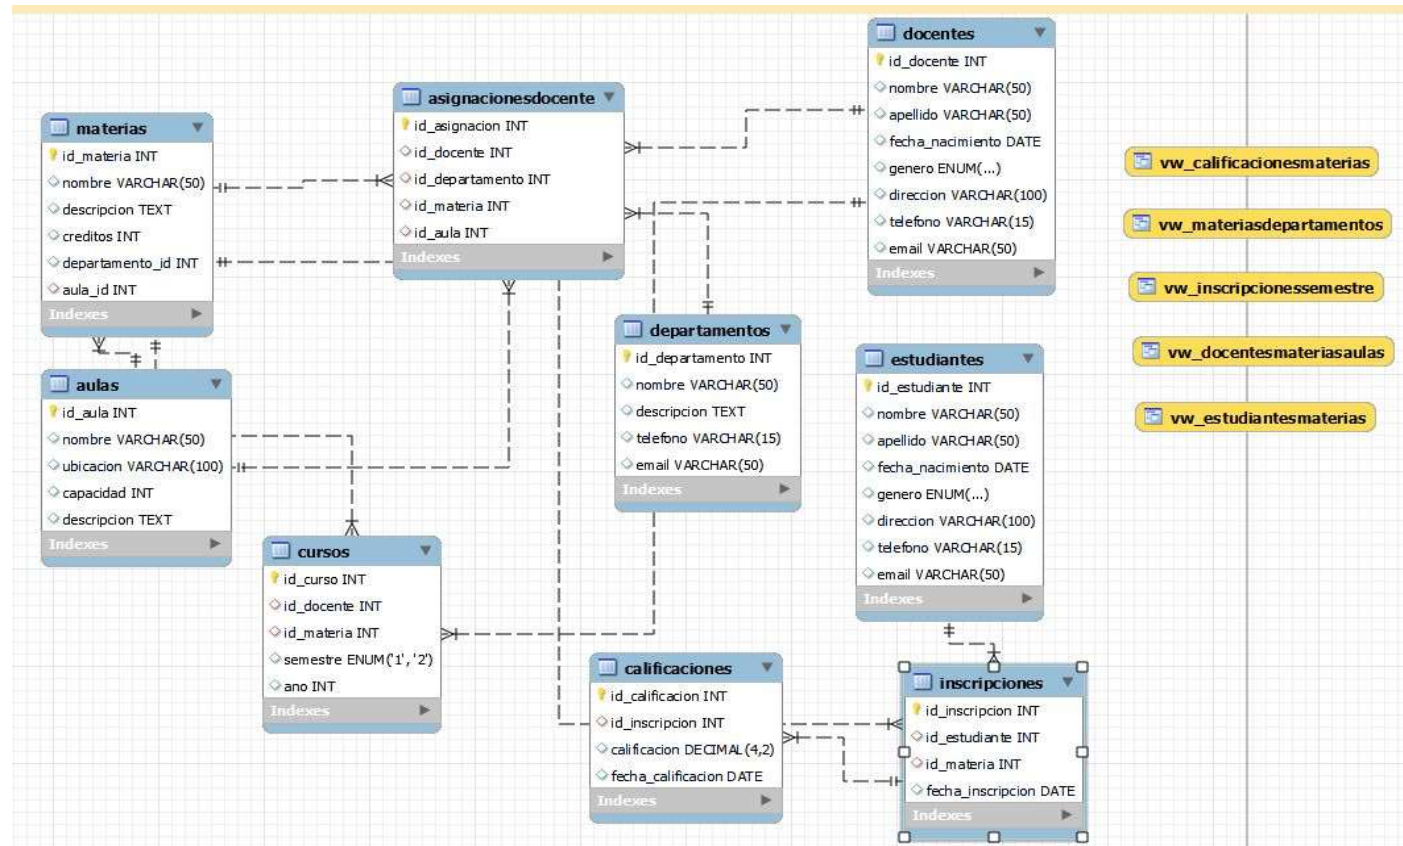 materias
id_materia INT
nombre VARCHAR(50)
descripcion TEXT
creditos INT
departamento_id INT
aula_id INT
Indexes
aulas
id_aula INT
nombre VARCHAR(50)
ubicacion VARCHAR(100)
capacidad INT
descripcion TEXT
Indexes
asignacionesdocente
id_asignacion INT
id_docente INT
id_departamento INT
id_materia INT
id_aula INT
Indexes
cursos
id_curso INT
id_docente INT
id_materia INT
semestre ENUM('1', '2')
ano INT
Indexes
docentes
id_docente INT
nombre VARCHAR(50)
apellido VARCHAR(50)
fecha_nacimiento DATE
genero ENUM(...)
direccion VARCHAR(100)
telefono VARCHAR(15)
email VARCHAR(50)
Indexes
departamentos
id_departamento INT
nombre VARCHAR(50)
descripcion TEXT
telefono VARCHAR(15)
email VARCHAR(50)
Indexes
estudiantes
id_estudiante INT
nombre VARCHAR(50)
apellido VARCHAR(50)
fecha_nacimiento DATE
genero ENUM(...)
direccion VARCHAR(100)
telefono VARCHAR(15)
email VARCHAR(50)
Indexes
calificaciones
id_calificacion INT
id_inscripcion INT
calificacion DECIMAL(4,2)
fecha_calificacion DATE
Indexes
inscripciones
id_inscripcion INT
id_estudiante INT
id_materia INT
fecha_inscripcion DATE
Indexes
vw_calificacionesmaterias
vw_materiasdepartamentos
vw_inscripcionessemestre
vw_docentesmateriasaulas
vw_estudiantesmaterias